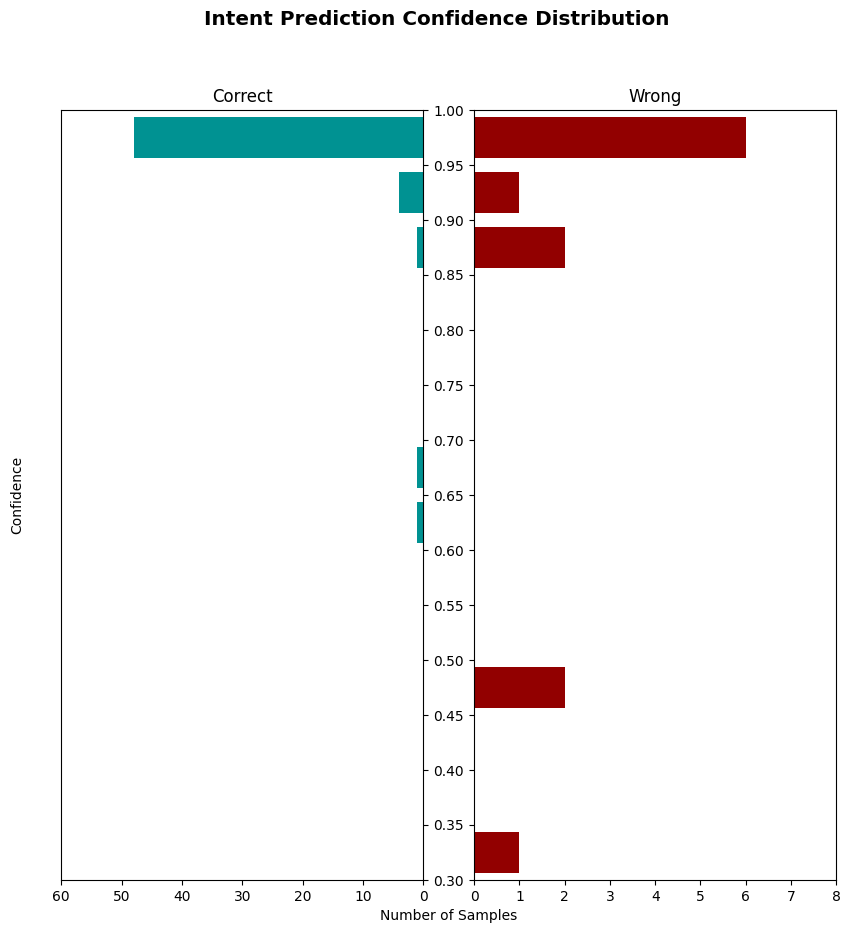 Intent Prediction Confidence Distribution
Correct
Wrong
1.00
0.95
0.90
0.85
0.80
0.75
0.70
0.65
0.60
0.55
0.50
0.45
0.40
0.35
0.30
Confidence
60 50 40 30 20 10 0
0 1 2 3 4 5 6 7 8
Number of Samples